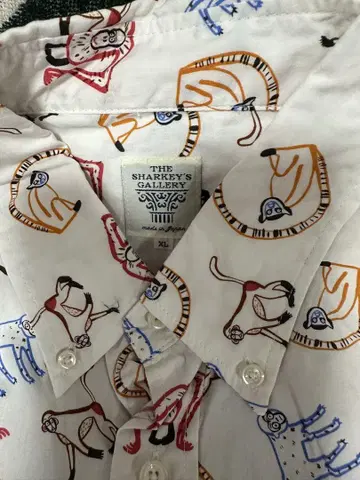 THE
SHARKEY'S
GALLERY
made in Japan
XL